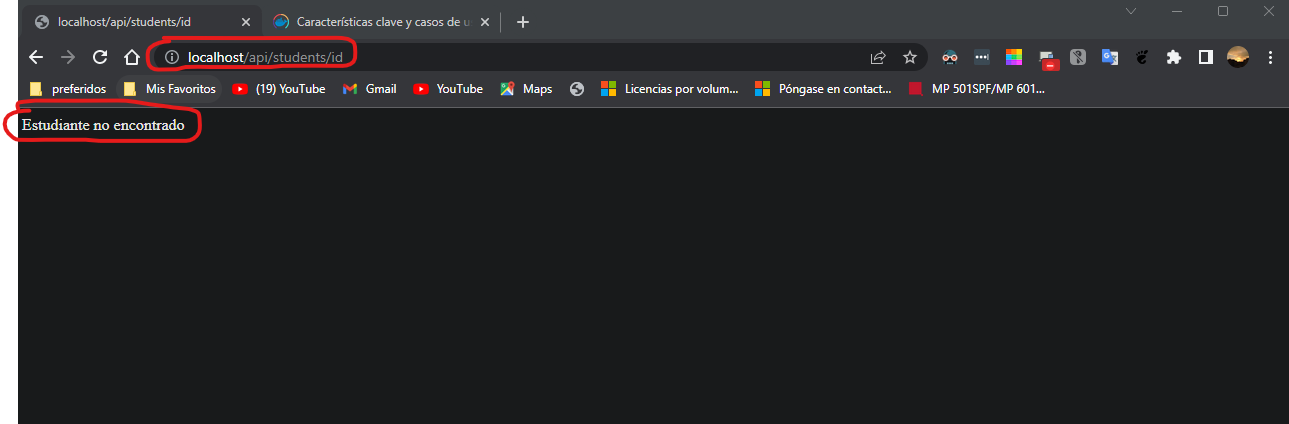 localhost/api/students/id
Características clave y casos de u
localhost/api/students/id
preferidos
Mis Favoritos
(19) YouTube
Gmail
YouTube
Maps
Licencias por volum...
Póngase en contact...
MP 501SPF/MP 601...
Estudiante no encontrado